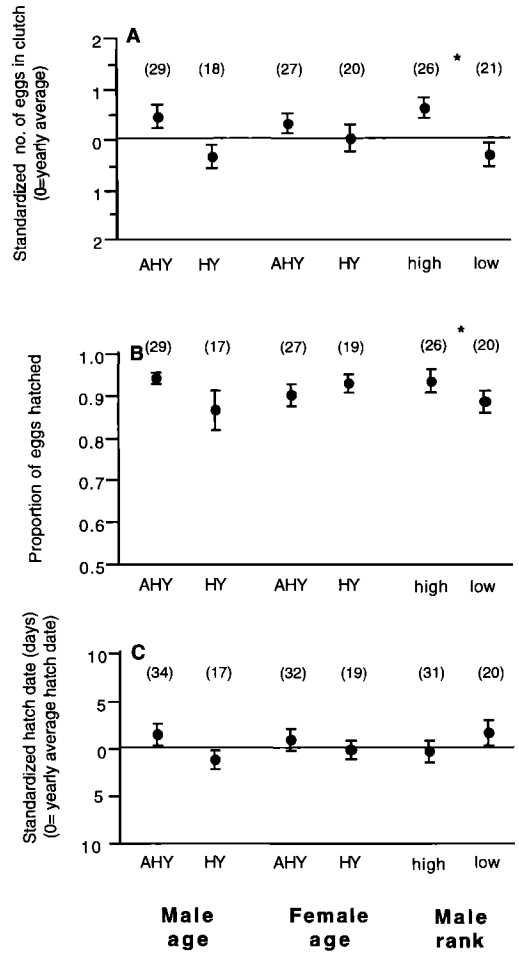 A
Standardized no. of eggs in clutch
(0=yearly average)
2
1
0
1
2
(29) (18) (27) (20) (26) * (21)
AHY HY AHY HY high low
B
Proportion of eggs hatched
1.0
0.9
0.8
0.7
0.6
0.5
(29) (17) (27) (19) (26) * (20)
AHY HY AHY HY high low
C
Standardized hatch date (days)
(0= yearly average hatch date)
10
5
0
5
10
(34) (17) (32) (19) (31) (20)
AHY HY AHY HY high low
Male Female Male
age age rank